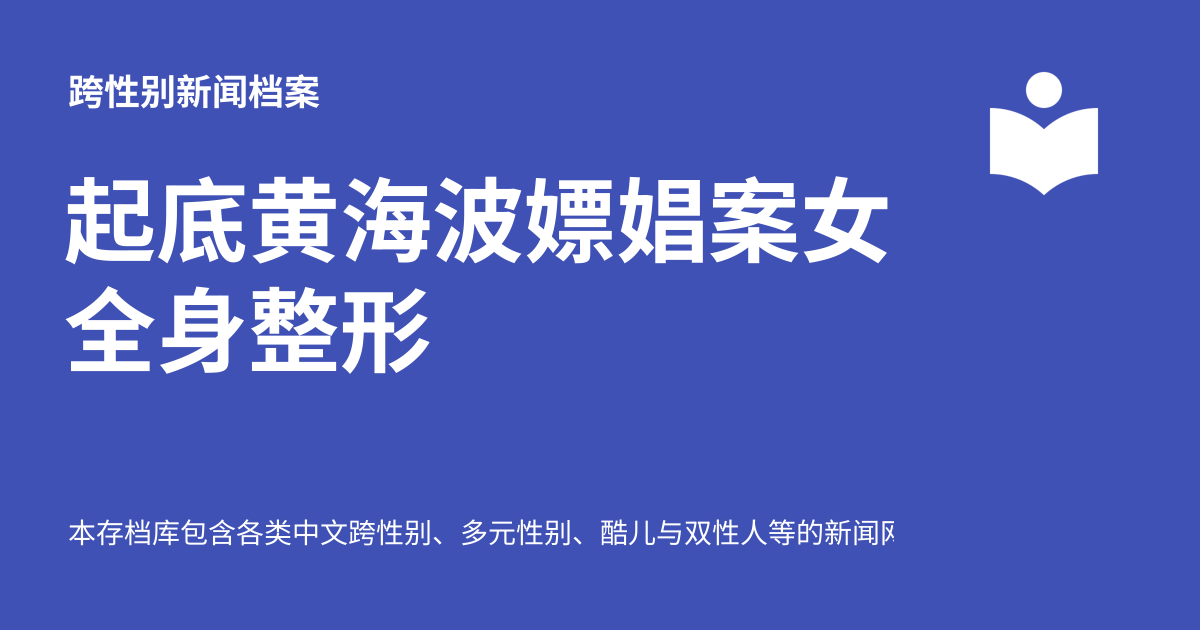 跨性别新闻档案
起底黄海波嫖娼案女
全身整形
本存档库包含各类中文跨性别、多元性别、酷儿与双性人等的新闻